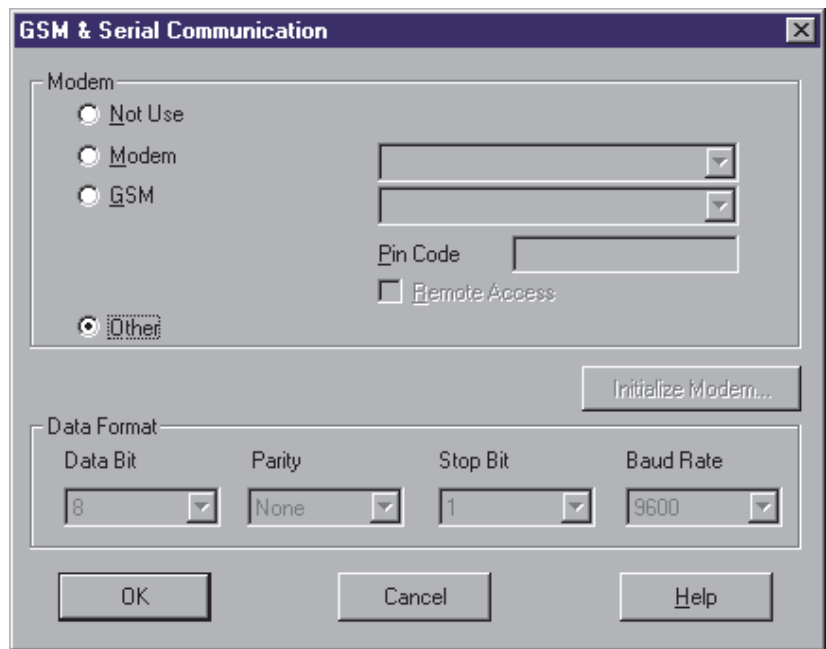 GSM & Serial Communication
Modem
Not Use
Modem
GSM
Pin Code
Remote Access
Other
Initialize Modem...
Data Format
Data Bit Parity Stop Bit Baud Rate
8 None 1 9600
OK Cancel Help